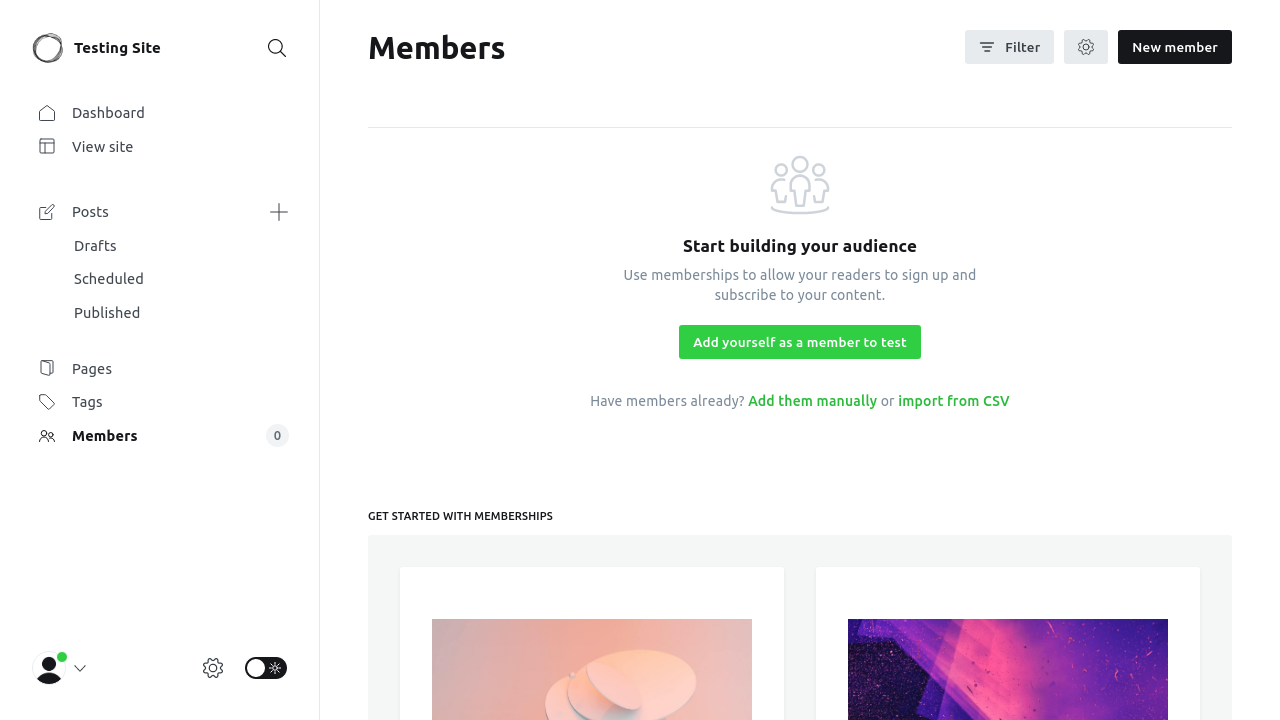 Testing Site
Dashboard
View site
Posts
Drafts
Scheduled
Published
Pages
Tags
Members
0
Members
Filter
New member
Start building your audience
Use memberships to allow your readers to sign up and
subscribe to your content.
Add yourself as a member to test
Have members already? Add them manually or import from CSV
GET STARTED WITH MEMBERSHIPS